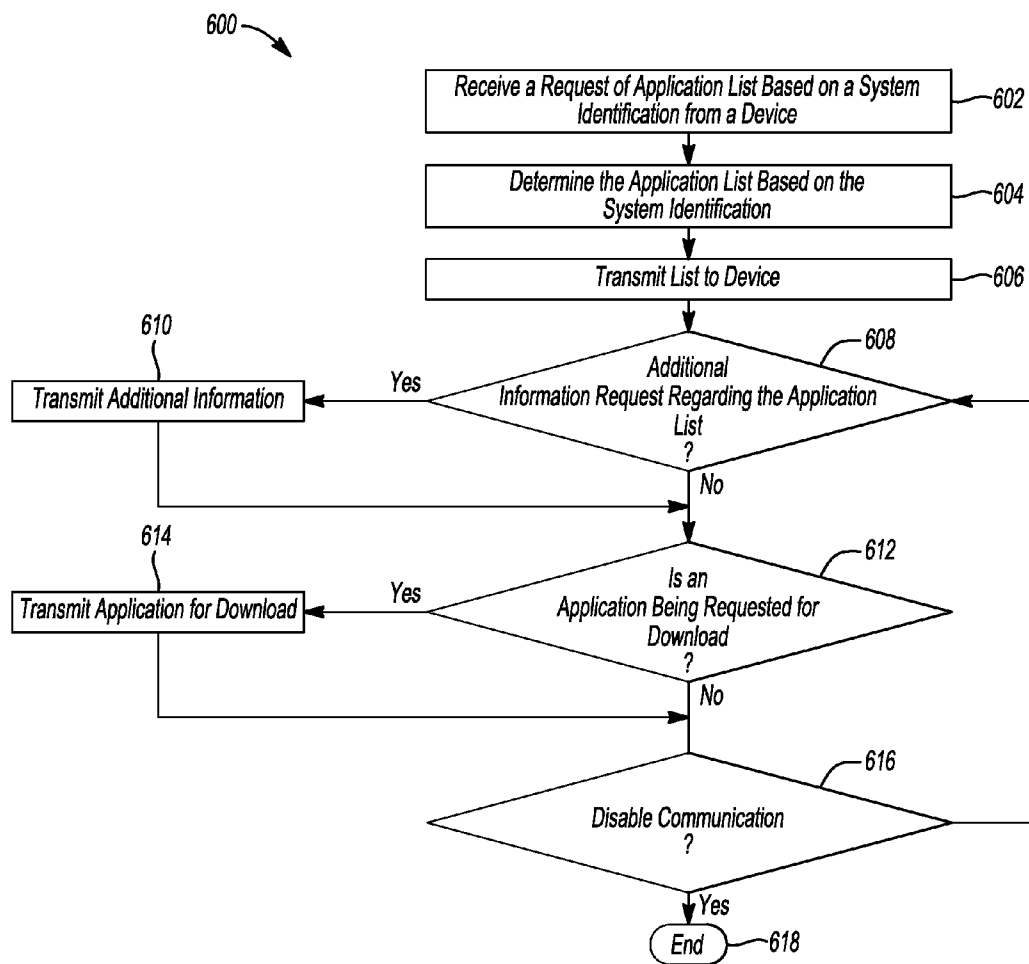 600
Receive a Request of Application List Based on a System
Identification from a Device
602
Determine the Application List Based on the
System Identification
604
Transmit List to Device
606
608
Additional
Information Request Regarding the Application
List
?
Yes
610
Transmit Additional Information
No
612
Is an
Application Being Requested for
Download
?
Yes
614
Transmit Application for Download
No
616
Disable Communication
?
Yes
End
618